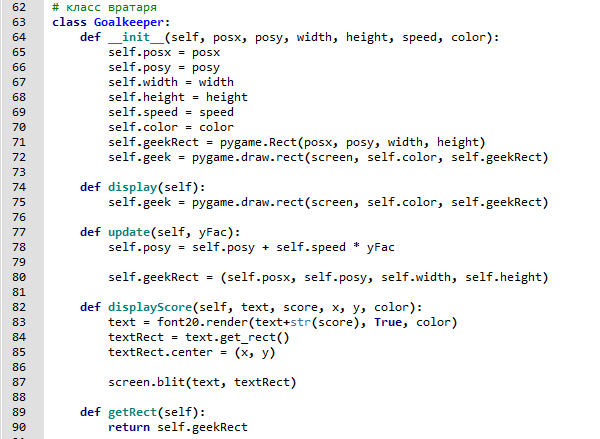 62 # класс вратаря
63 class Goalkeeper:
64     def __init__(self, posx, posy, width, height, speed, color):
65         self.posx = posx
66         self.posy = posy
67         self.width = width
68         self.height = height
69         self.speed = speed
70         self.color = color
71         self.geekRect = pygame.Rect(posx, posy, width, height)
72         self.geek = pygame.draw.rect(screen, self.color, self.geekRect)
73
74     def display(self):
75         self.geek = pygame.draw.rect(screen, self.color, self.geekRect)
76
77     def update(self, yFac):
78         self.posy = self.posy + self.speed * yFac
79
80         self.geekRect = (self.posx, self.posy, self.width, self.height)
81
82     def displayScore(self, text, score, x, y, color):
83         text = font20.render(text+str(score), True, color)
84         textRect = text.get_rect()
85         textRect.center = (x, y)
86
87         screen.blit(text, textRect)
88
89     def getRect(self):
90         return self.geekRect